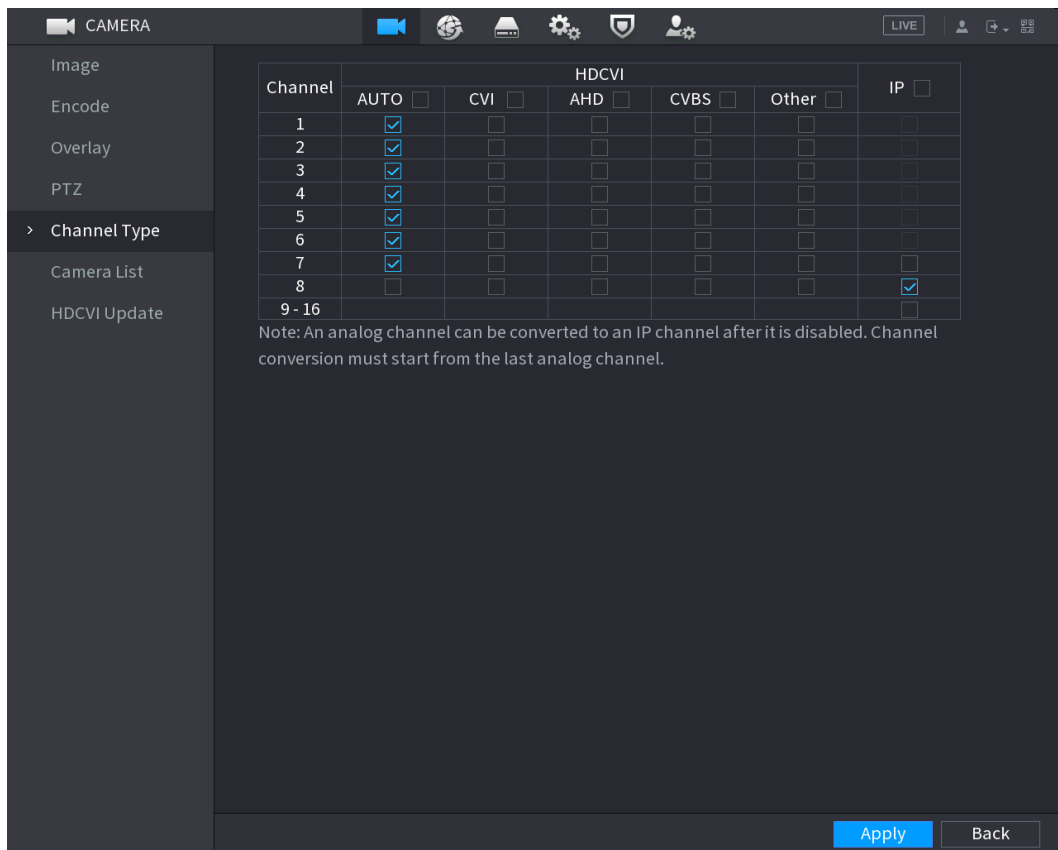 CAMERA
LIVE
Image
Encode
Overlay
PTZ
> Channel Type
Camera List
HDCVI Update
Channel HDCVI IP
AUTO CVI AHD CVBS Other
1
2
3
4
5
6
7
8
9 - 16
Note: An analog channel can be converted to an IP channel after it is disabled. Channel
conversion must start from the last analog channel.
Apply Back